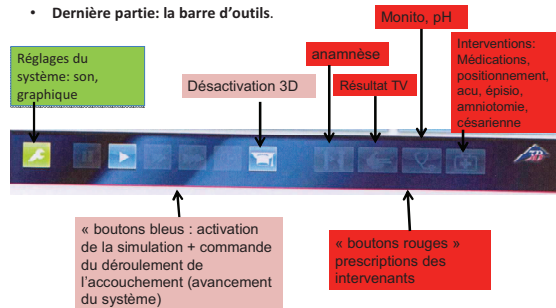 • Dernière partie: la barre d’outils.
Réglages du
système: son,
graphique
Désactivation 3D
anamnèse
Résultat TV
Monito, pH
Interventions:
Médications,
positionnement,
acu, épisio,
amniotomie,
césarienne
« boutons bleus : activation
de la simulation + commande
du déroulement de
l’accouchement (avancement
du système)
« boutons rouges »
prescriptions des
intervenants